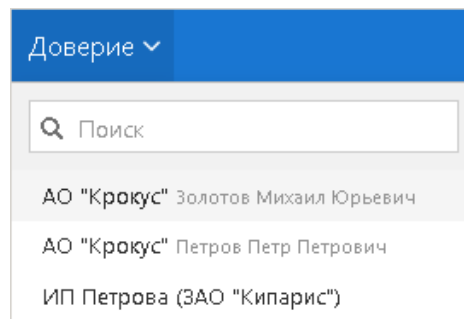 Доверие
Поиск
АО "Крокус" Золотов Михаил Юрьевич
АО "Крокус" Петров Петр Петрович
ИП Петрова (ЗАО "Кипарис")